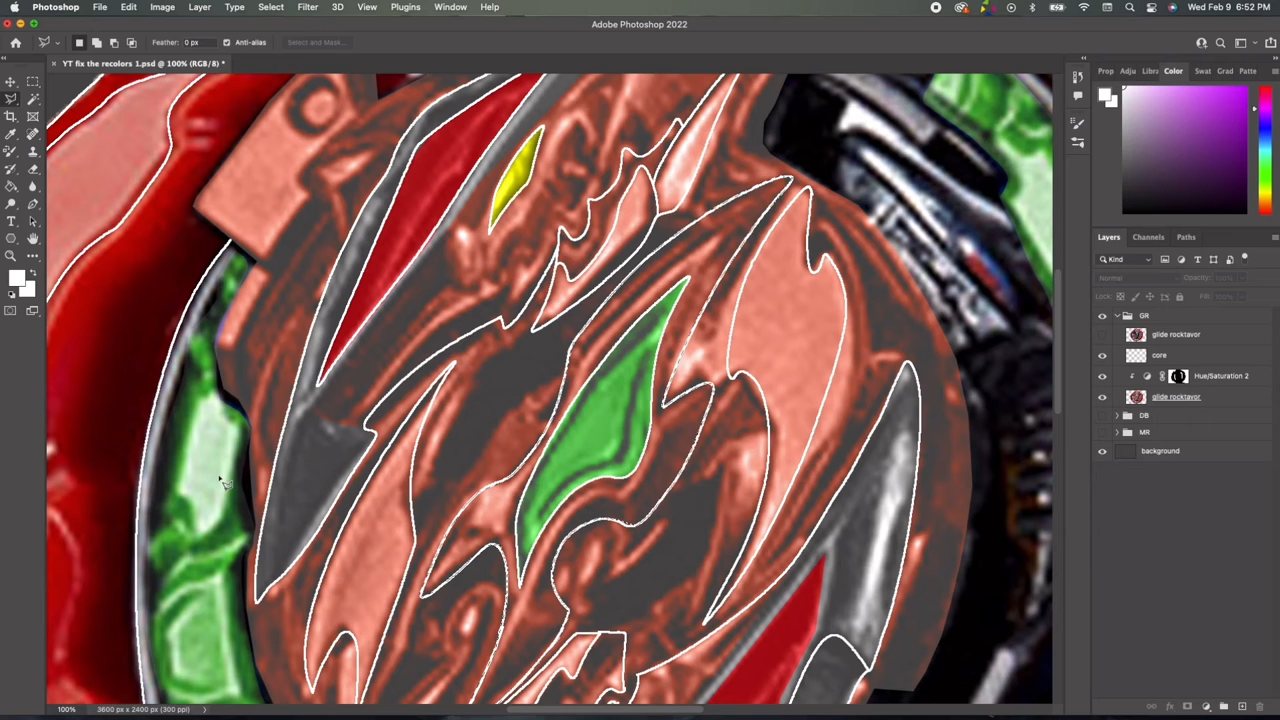 Photoshop File Edit Image Layer Type Select Filter 3D View Plugins Window Help
Wed Feb 9 6:52 PM
Adobe Photoshop 2022
Feather: 0 px Anti-alias Select and Mask...
YT fix the recolors 1.psd @ 100% (RGB/8) *
Prop Adju Libra Color Swat Grad Patte
Layers Channels Paths
Kind
Normal Opacity:
Lock: Fill:
GR
glide rocktavor
core
Hue/Saturation 2
glide rocktavor
DB
MR
background
100% 3600 px x 2400 px (300 ppi)